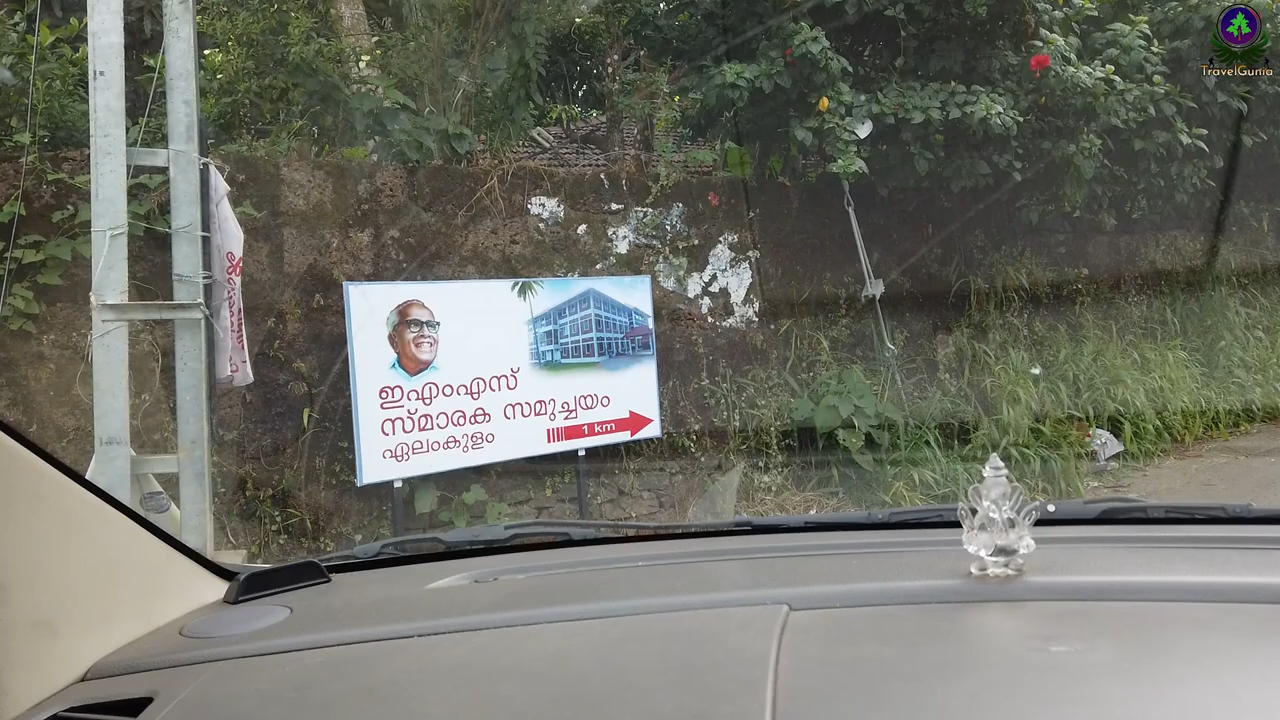 TravelGunia
ഇഎംഎസ്
സ്മാരക സമുച്ചയം
ഏലംകുളം
1 km